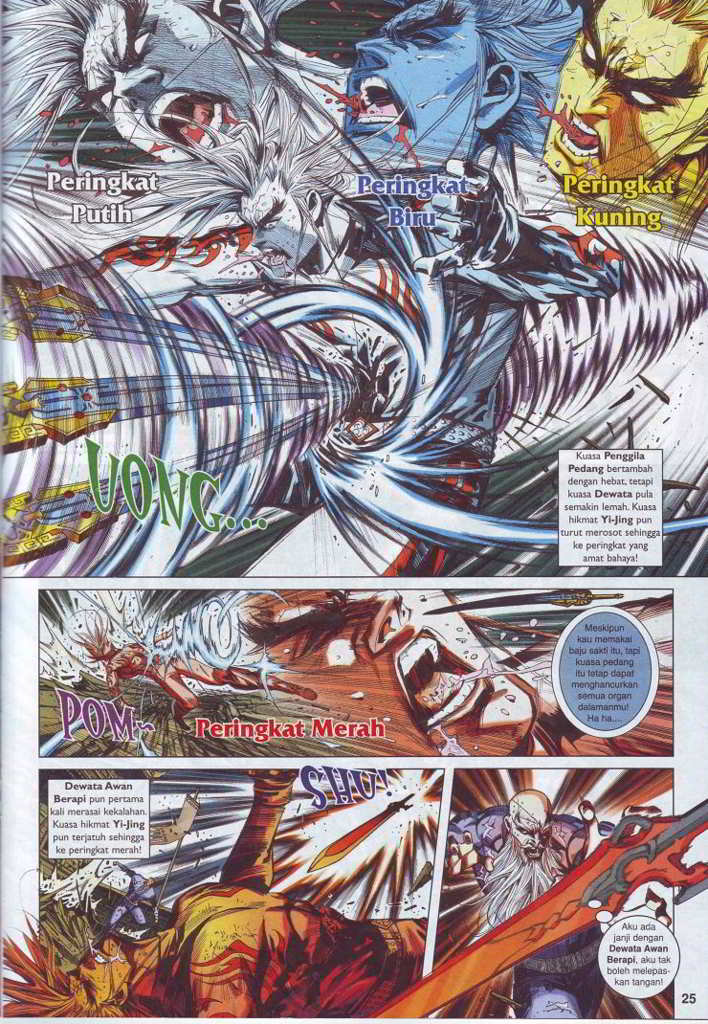 Peringkat
Putih
Peringkat
Biru
Peringkat
Kuning
UONG...
Kuasa Penggila
Pedang bertambah
dengan hebat, tetapi
kuasa Dewata pula
semakin lemah. Kuasa
hikmat Yi-Jing pun
turut merosot sehingga
ke peringkat yang
amat bahaya!
POM~
Peringkat Merah
Meskipun
kau memakai
baju sakti itu, tapi
kuasa pedang
itu tetap dapat
menghancurkan
semua organ
dalamanmu!
Ha ha....
Dewata Awan
Berapi pun pertama
kali merasai kekalahan.
Kuasa hikmat Yi-Jing
pun terjatuh sehingga
ke peringkat merah!
SHU!
Aku ada
janji dengan
Dewata Awan
Berapi, aku tak
boleh melepas-
kan tangan!
25